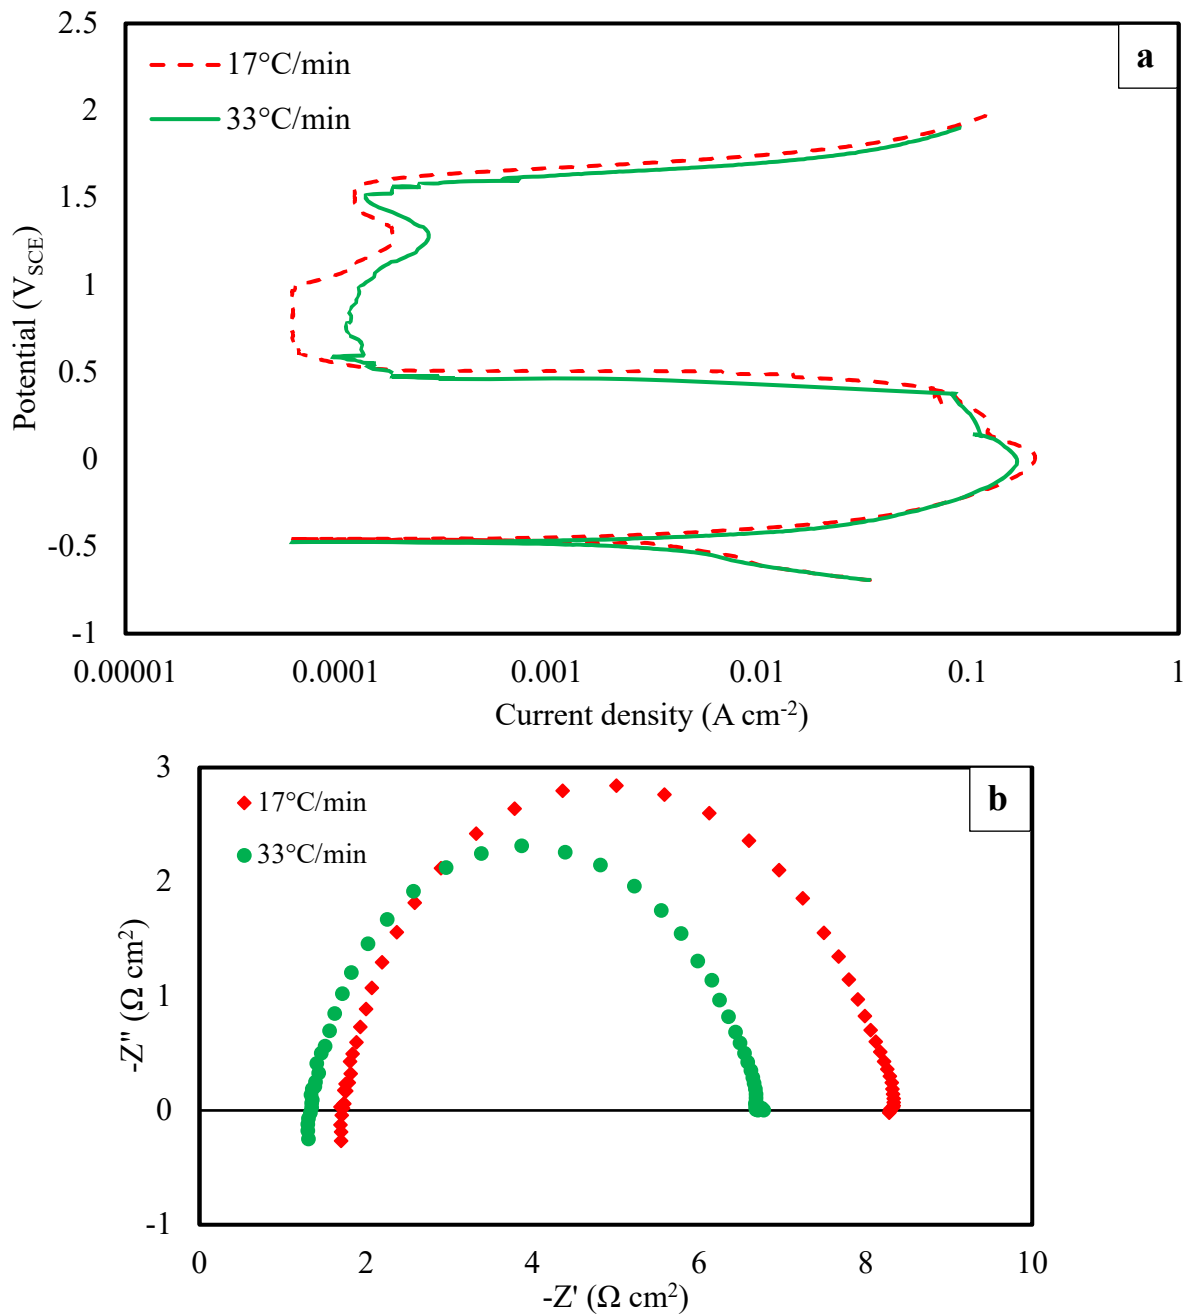 a
17°C/min
33°C/min
2.5
2
1.5
1
0.5
0
-0.5
-1
Potential (V_SCE)
0.00001 0.0001 0.001 0.01 0.1 1
Current density (A cm⁻²)
b
17°C/min
33°C/min
3
2
1
0
-1
-Z'' (Ω cm²)
0 2 4 6 8 10
-Z' (Ω cm²)